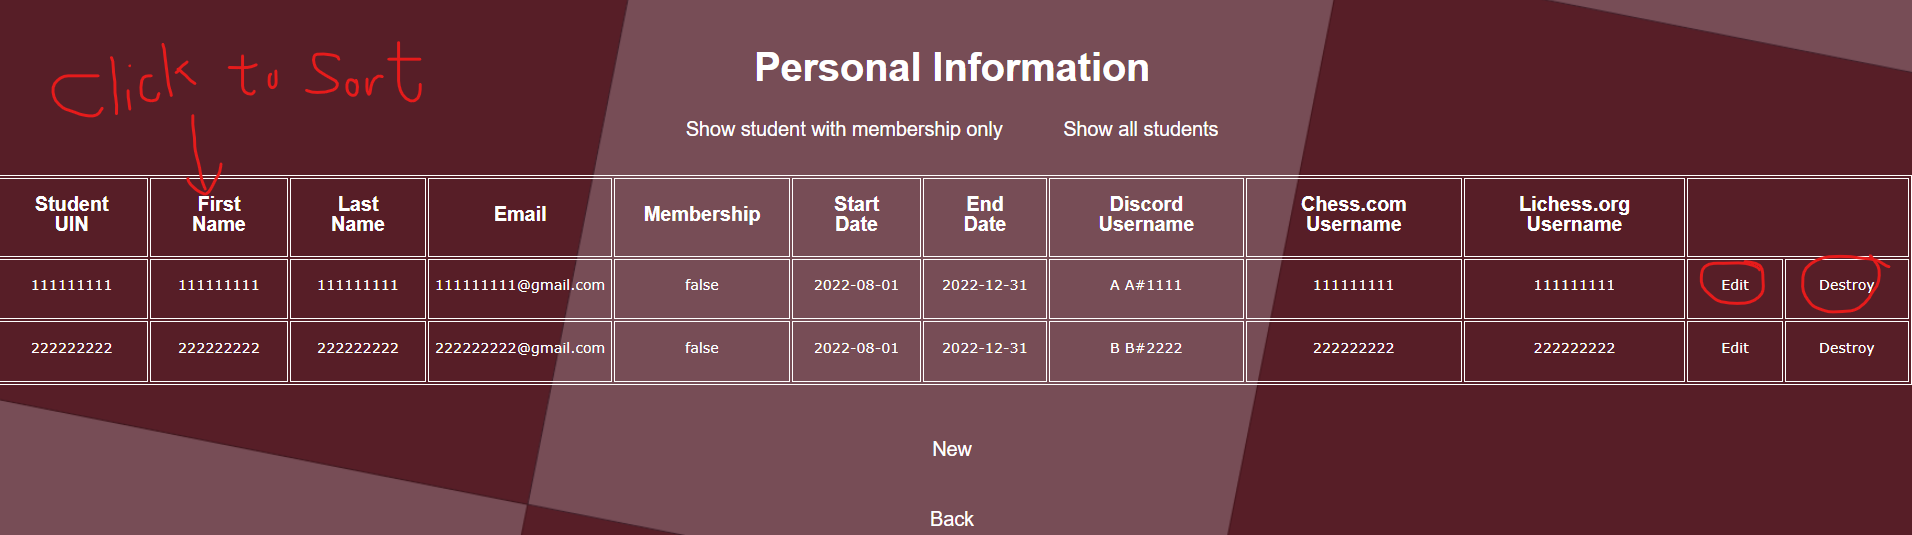 Click to Sort
Personal Information
Show student with membership only Show all students
Student UIN First Name Last Name Email Membership Start Date End Date Discord Username Chess.com Username Lichess.org Username
111111111 111111111 111111111 111111111@gmail.com false 2022-08-01 2022-12-31 A A#1111 111111111 111111111 Edit Destroy
222222222 222222222 222222222 222222222@gmail.com false 2022-08-01 2022-12-31 B B#2222 222222222 222222222 Edit Destroy
New
Back